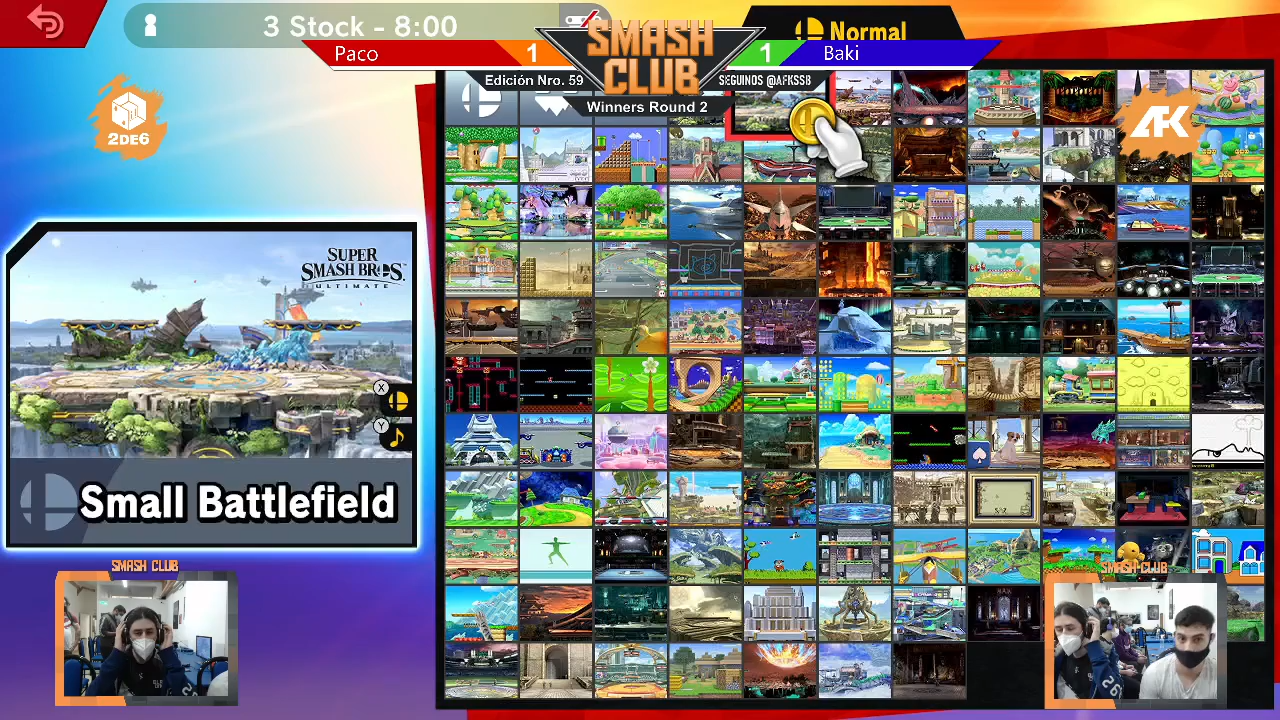 3 Stock - 8:00
Normal
SMASH
CLUB
Paco
1
1
Baki
Edición Nro. 59
SEGUINOS @AFKSSB
Winners Round 2
2DE6
AK
SUPER
SMASH BROS.
ULTIMATE
X
Y
Small Battlefield
SMASH CLUB
SMASH CLUB